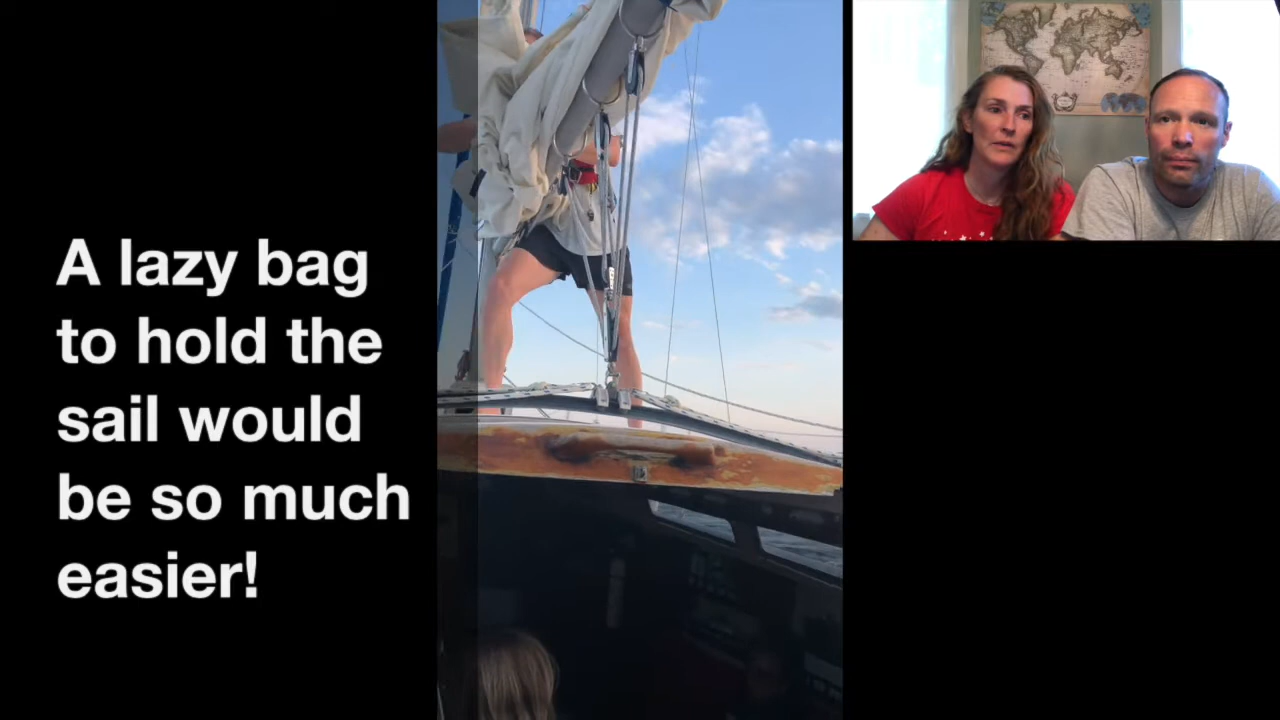 A lazy bag
to hold the
sail would
be so much
easier!